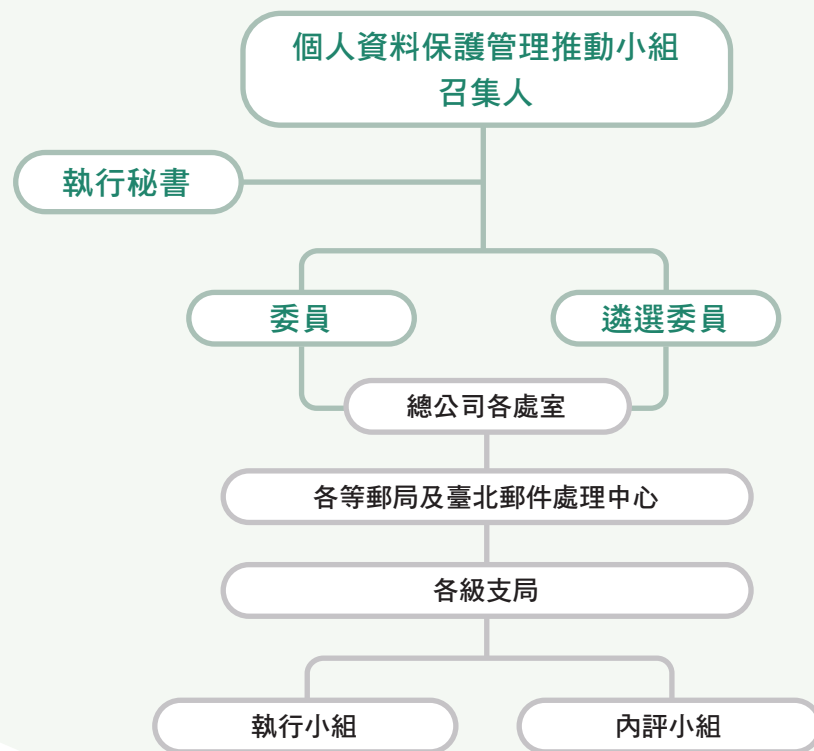 個人資料保護管理推動小組
召集人
執行秘書
委員
遴選委員
總公司各處室
各等郵局及臺北郵件處理中心
各級支局
執行小組
內評小組